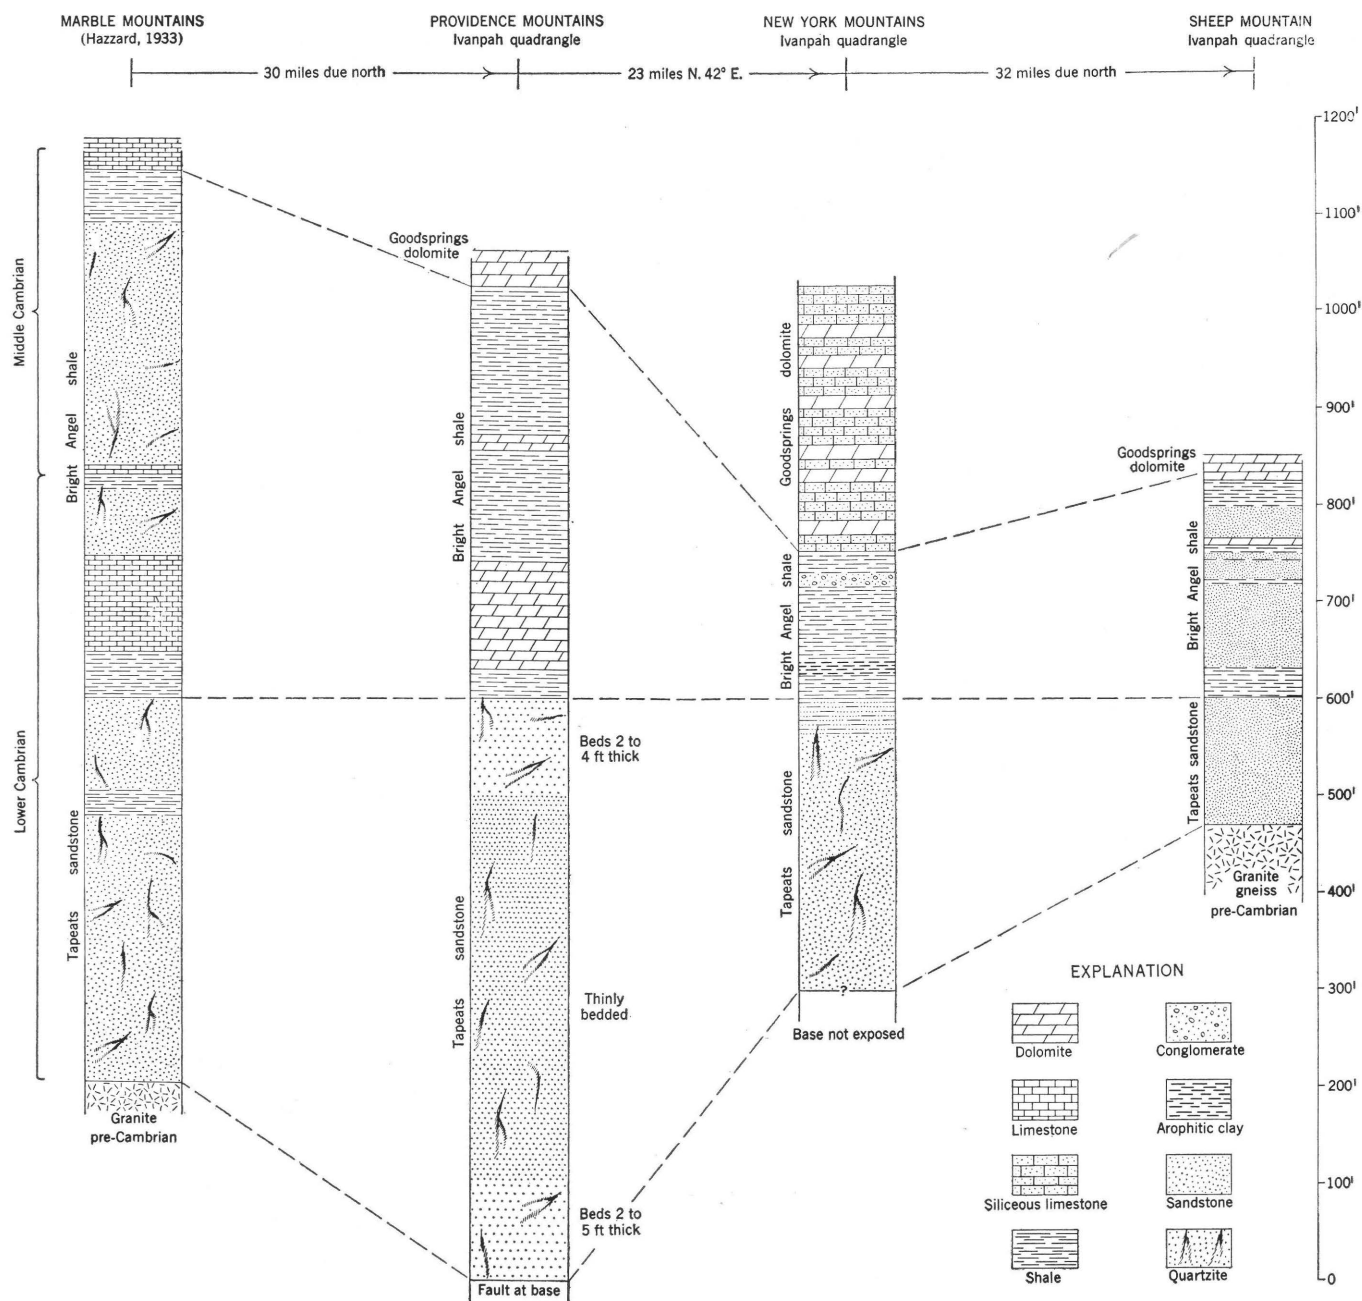 MARBLE MOUNTAINS
(Hazzard, 1933)
PROVIDENCE MOUNTAINS
Ivanpah quadrangle
NEW YORK MOUNTAINS
Ivanpah quadrangle
SHEEP MOUNTAIN
Ivanpah quadrangle
30 miles due north
23 miles N. 42° E.
32 miles due north
Middle Cambrian
Lower Cambrian
Bright Angel shale
Tapeats sandstone
Granite
pre-Cambrian
Goodsprings
dolomite
Bright Angel shale
Tapeats sandstone
Beds 2 to
4 ft thick
Thinly
bedded
Beds 2 to
5 ft thick
Fault at base
Goodsprings dolomite
Bright Angel shale
Tapeats sandstone
?
Base not exposed
Goodsprings
dolomite
Bright Angel shale
Tapeats sandstone
Granite
gneiss
pre-Cambrian
1200'
1100'
1000'
900'
800'
700'
600'
500'
400'
300'
200'
100'
0
EXPLANATION
Dolomite
Conglomerate
Limestone
Arophitic clay
Siliceous limestone
Sandstone
Shale
Quartzite